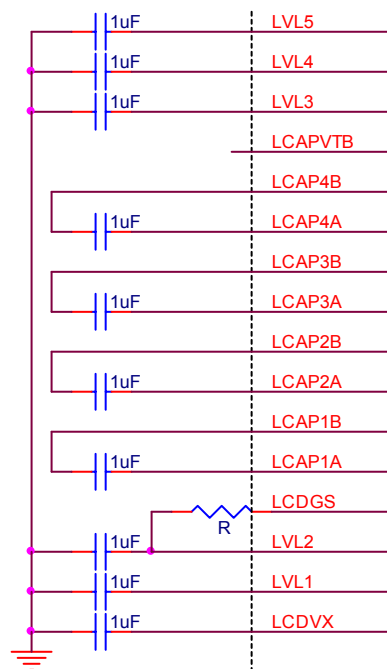 1uF LVL5
1uF LVL4
1uF LVL3
LCAPVTB
LCAP4B
1uF LCAP4A
LCAP3B
1uF LCAP3A
LCAP2B
1uF LCAP2A
LCAP1B
1uF LCAP1A
LCDGS
R
1uF LVL2
1uF LVL1
1uF LCDVX